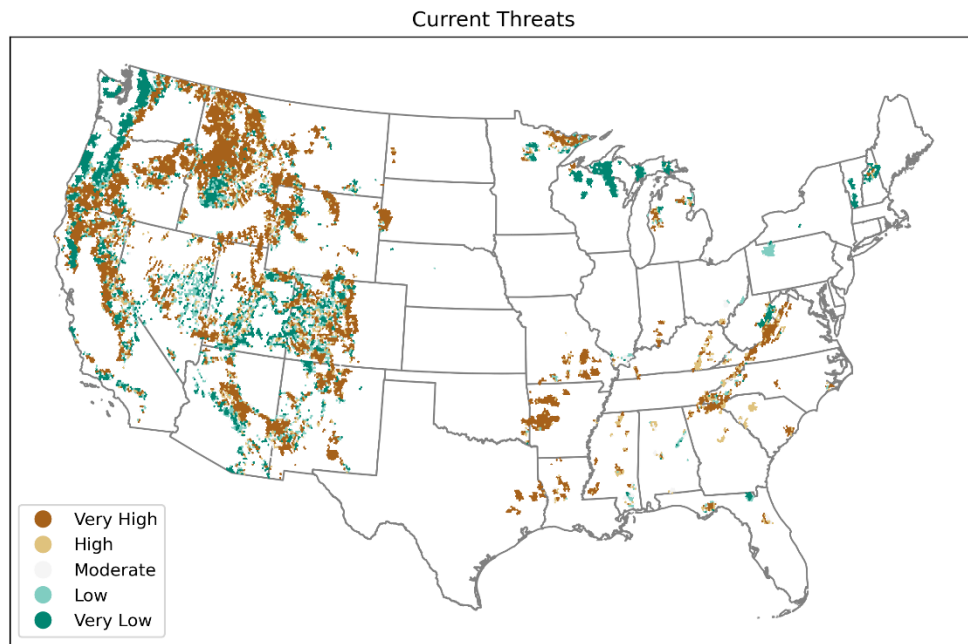 Current Threats
Very High
High
Moderate
Low
Very Low